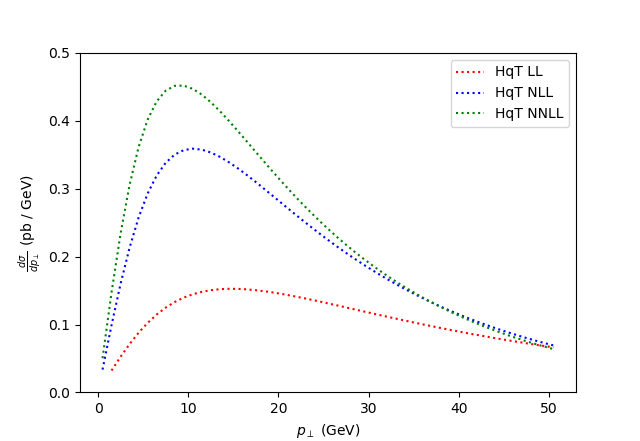 0.5
0.4
0.3
0.2
0.1
0.0
dσ/dp⊥ (pb / GeV)
HqT LL
HqT NLL
HqT NNLL
0 10 20 30 40 50
p⊥ (GeV)